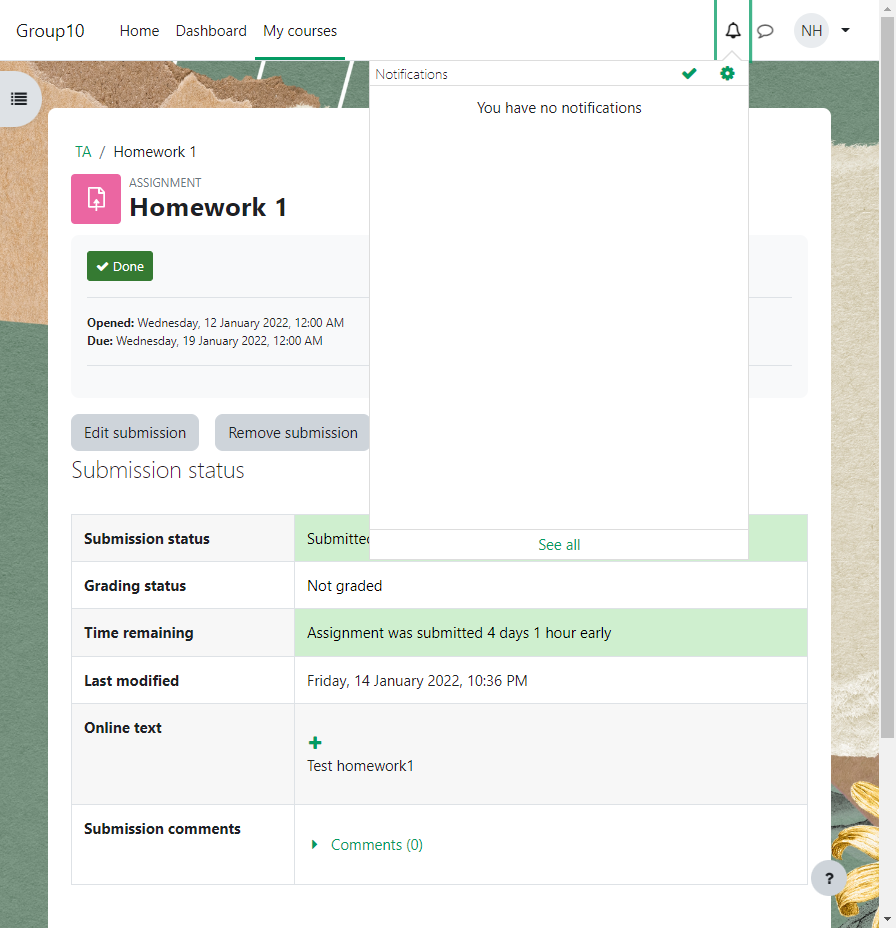 Group10 Home Dashboard My courses NH
Notifications
You have no notifications
TA / Homework 1
ASSIGNMENT
Homework 1
Done
Opened: Wednesday, 12 January 2022, 12:00 AM
Due: Wednesday, 19 January 2022, 12:00 AM
Edit submission Remove submission
Submission status
Submission status Submitted
See all
Grading status Not graded
Time remaining Assignment was submitted 4 days 1 hour early
Last modified Friday, 14 January 2022, 10:36 PM
Online text
Test homework1
Submission comments
Comments (0)
?